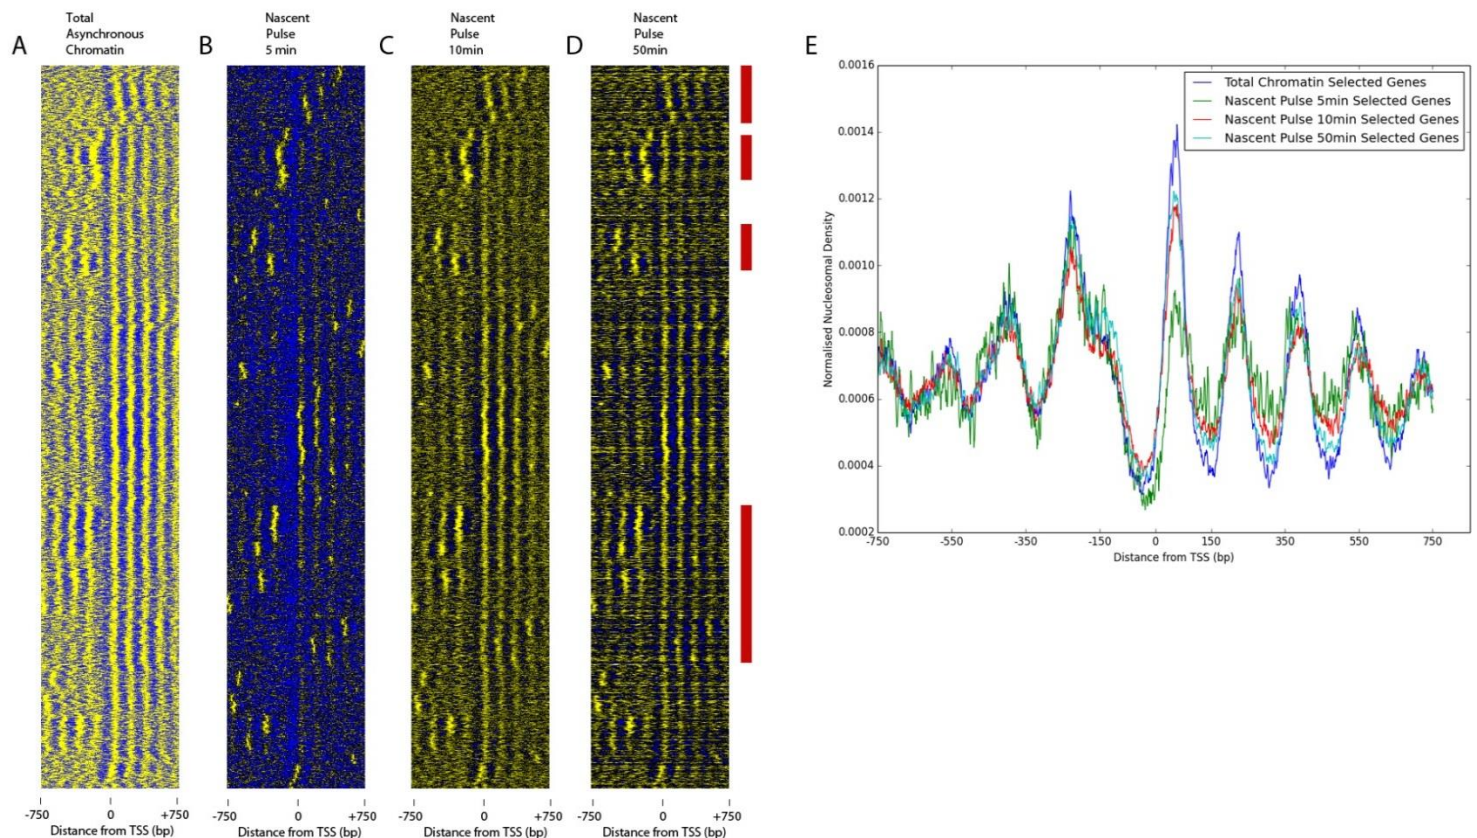 A
Total
Asynchronous
Chromatin
B
Nascent
Pulse
5 min
C
Nascent
Pulse
10min
D
Nascent
Pulse
50min
E
-750
0
+750
Distance from TSS (bp)
-750
0
+750
Distance from TSS (bp)
-750
0
+750
Distance from TSS (bp)
-750
0
+750
Distance from TSS (bp)
Normalised Nucleosomal Density
0.0016
0.0014
0.0012
0.0010
0.0008
0.0006
0.0004
0.0002
Total Chromatin Selected Genes
Nascent Pulse 5min Selected Genes
Nascent Pulse 10min Selected Genes
Nascent Pulse 50min Selected Genes
-750 -550 -350 -150 0 150 350 550 750
Distance from TSS (bp)